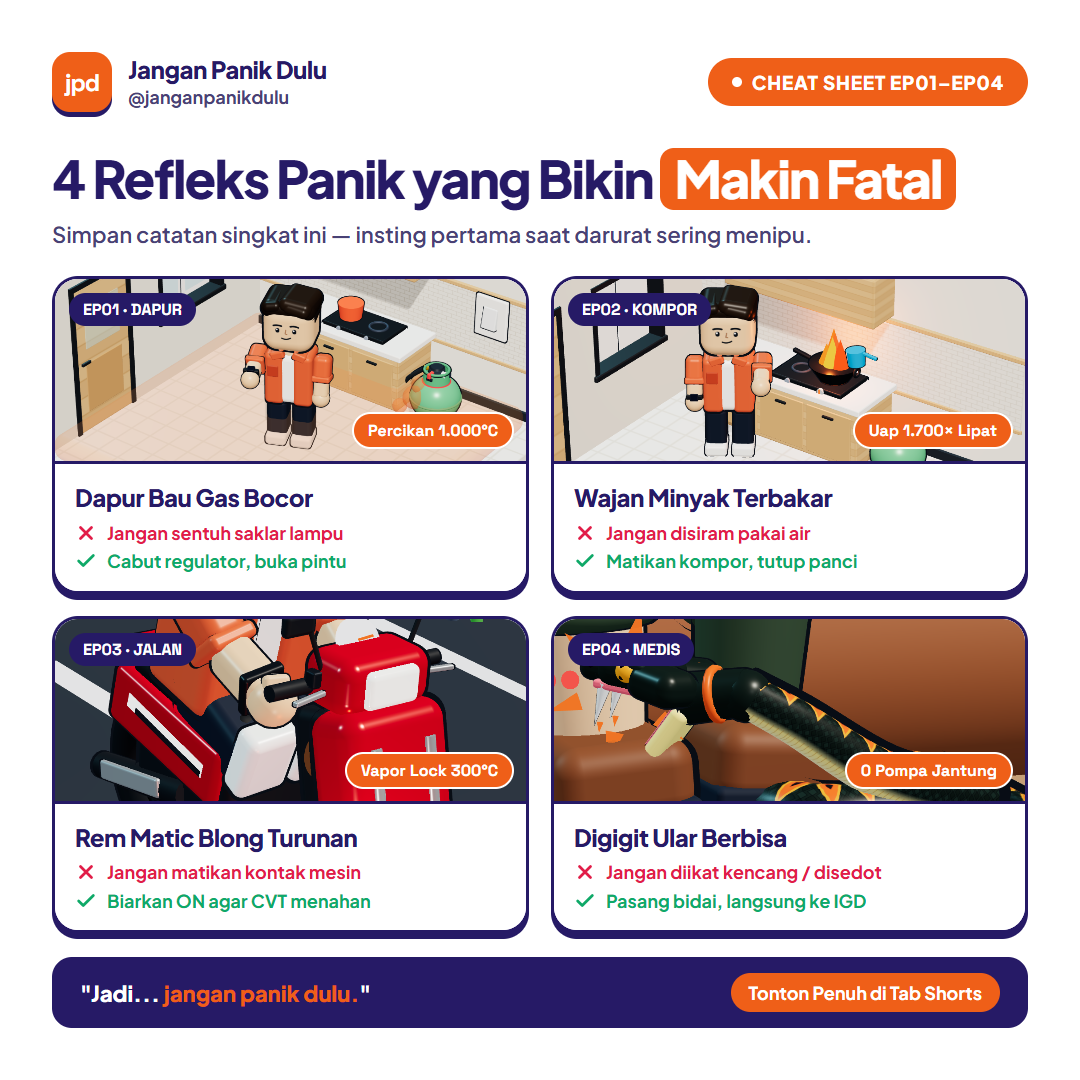 jpd
Jangan Panik Dulu
@janganpanikdulu
CHEAT SHEET EP01–EP04
4 Refleks Panik yang Bikin Makin Fatal
Simpan catatan singkat ini — insting pertama saat darurat sering menipu.
EP01 · DAPUR
Percikan 1.000°C
Dapur Bau Gas Bocor
✕ Jangan sentuh saklar lampu
✓ Cabut regulator, buka pintu
EP02 · KOMPOR
Uap 1.700× Lipat
Wajan Minyak Terbakar
✕ Jangan disiram pakai air
✓ Matikan kompor, tutup panci
EP03 · JALAN
Vapor Lock 300°C
Rem Matic Blong Turunan
✕ Jangan matikan kontak mesin
✓ Biarkan ON agar CVT menahan
EP04 · MEDIS
0 Pompa Jantung
Digigit Ular Berbisa
✕ Jangan diikat kencang / disedot
✓ Pasang bidai, langsung ke IGD
"Jadi... jangan panik dulu."
Tonton Penuh di Tab Shorts